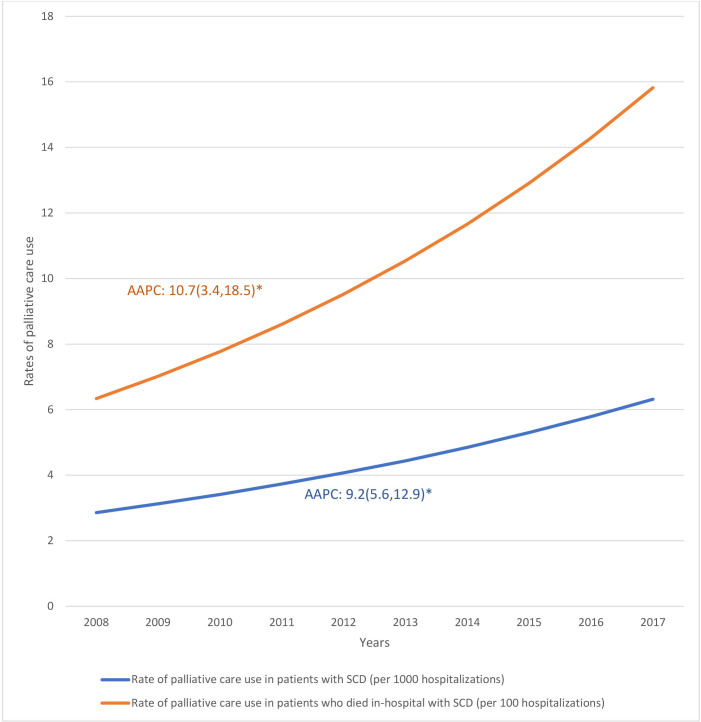 18
16
14
12
10
8
6
4
2
0
Rates of palliative care use
AAPC: 10.7(3.4,18.5)*
AAPC: 9.2(5.6,12.9)*
2008 2009 2010 2011 2012 2013 2014 2015 2016 2017
Years
Rate of palliative care use in patients with SCD (per 1000 hospitalizations)
Rate of palliative care use in patients who died in-hospital with SCD (per 100 hospitalizations)